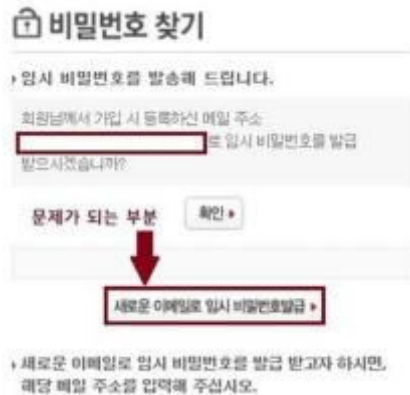 비밀번호 찾기
임시 비밀번호를 발송해 드립니다.
회원님께서 가입 시 등록하신 메일 주소
로 임시 비밀번호를 발급
받으시겠습니까?
문제가 되는 부분
확인
새로운 이메일로 임시 비밀번호발급
새로운 이메일로 임시 비밀번호를 발급 받고자 하시면,
해당 메일 주소를 입력해 주십시오.